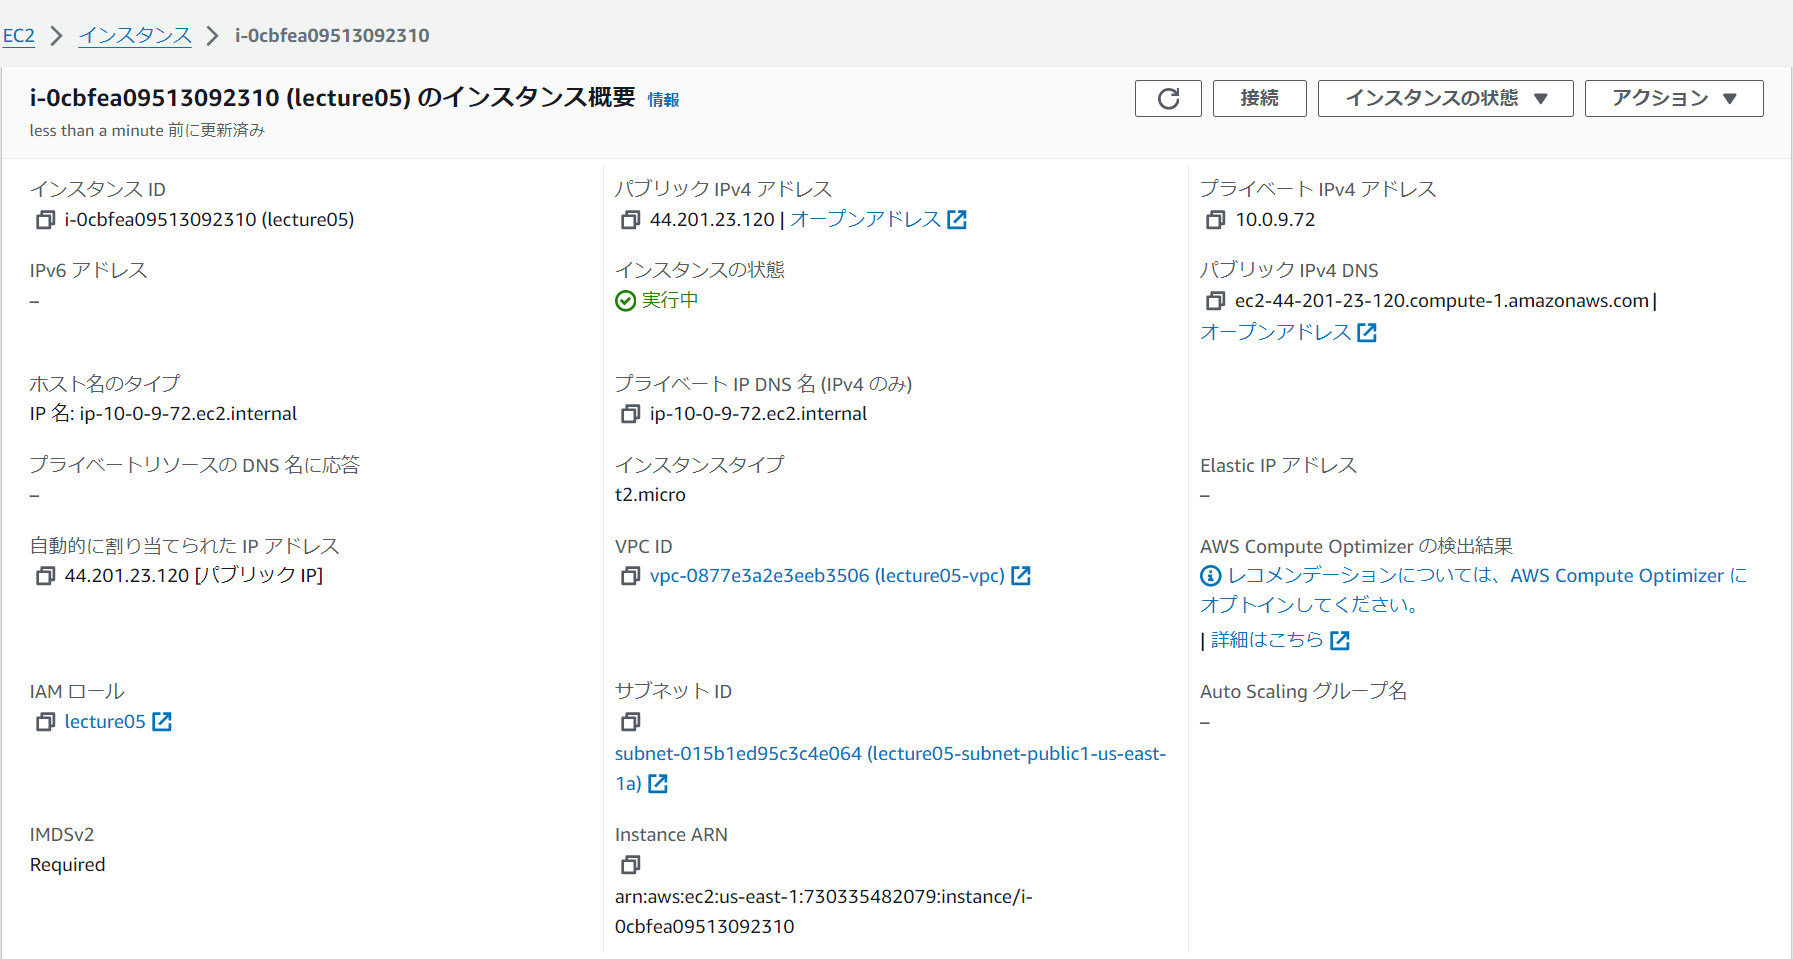 EC2 > インスタンス > i-0cbfea09513092310
i-0cbfea09513092310 (lecture05) のインスタンス概要 情報
less than a minute 前に更新済み
接続
インスタンスの状態 ▼
アクション ▼
インスタンス ID
i-0cbfea09513092310 (lecture05)
パブリック IPv4 アドレス
44.201.23.120 | オープンアドレス
プライベート IPv4 アドレス
10.0.9.72
IPv6 アドレス
–
インスタンスの状態
実行中
パブリック IPv4 DNS
ec2-44-201-23-120.compute-1.amazonaws.com |
オープンアドレス
ホスト名のタイプ
IP 名: ip-10-0-9-72.ec2.internal
プライベート IP DNS 名 (IPv4 のみ)
ip-10-0-9-72.ec2.internal
プライベートリソースの DNS 名に応答
–
インスタンスタイプ
t2.micro
Elastic IP アドレス
–
自動的に割り当てられた IP アドレス
44.201.23.120 [パブリック IP]
VPC ID
vpc-0877e3a2e3eeb3506 (lecture05-vpc)
AWS Compute Optimizer の検出結果
レコメンデーションについては、AWS Compute Optimizer に
オプトインしてください。
| 詳細はこちら
IAM ロール
lecture05
サブネット ID
subnet-015b1ed95c3c4e064 (lecture05-subnet-public1-us-east-
1a)
Auto Scaling グループ名
–
IMDSv2
Required
Instance ARN
arn:aws:ec2:us-east-1:730335482079:instance/i-
0cbfea09513092310